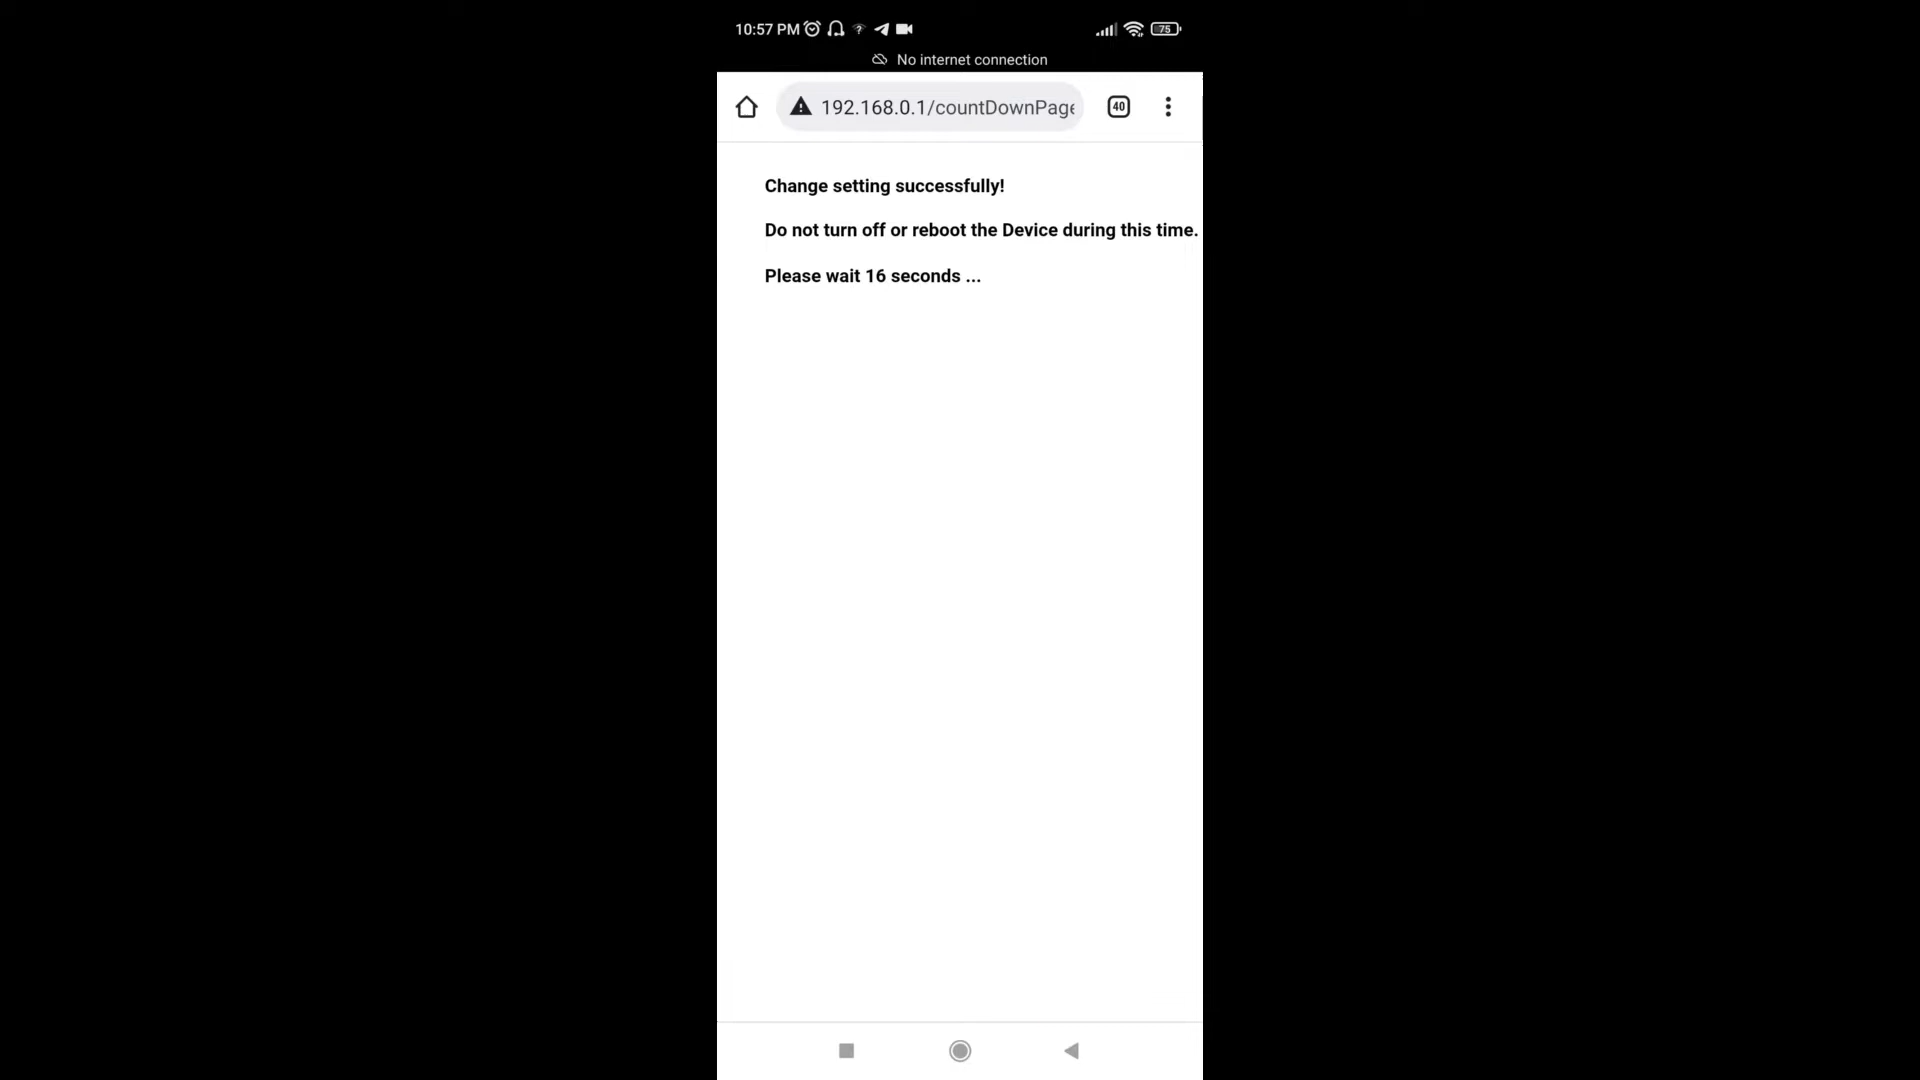 10:57 PM
75
No internet connection
192.168.0.1/countDownPage
40
Change setting successfully!
Do not turn off or reboot the Device during this time.
Please wait 16 seconds ...